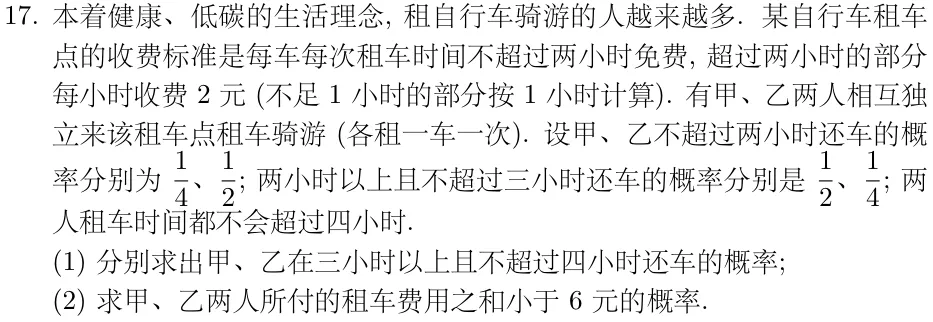 17. 本着健康、低碳的生活理念, 租自行车骑游的人越来越多. 某自行车租车
点的收费标准是每车每次租车时间不超过两小时免费, 超过两小时的部分
每小时收费 2 元 (不足 1 小时的部分按 1 小时计算). 有甲、乙两人相互独
立来该租车点租车骑游 (各租一车一次). 设甲、乙不超过两小时还车的概
率分别为 \frac{1}{4}、\frac{1}{2}; 两小时以上且不超过三小时还车的概率分别是 \frac{1}{2}、\frac{1}{4}; 两
人租车时间都不会超过四小时.
(1) 分别求出甲、乙在三小时以上且不超过四小时还车的概率;
(2) 求甲、乙两人所付的租车费用之和小于 6 元的概率.